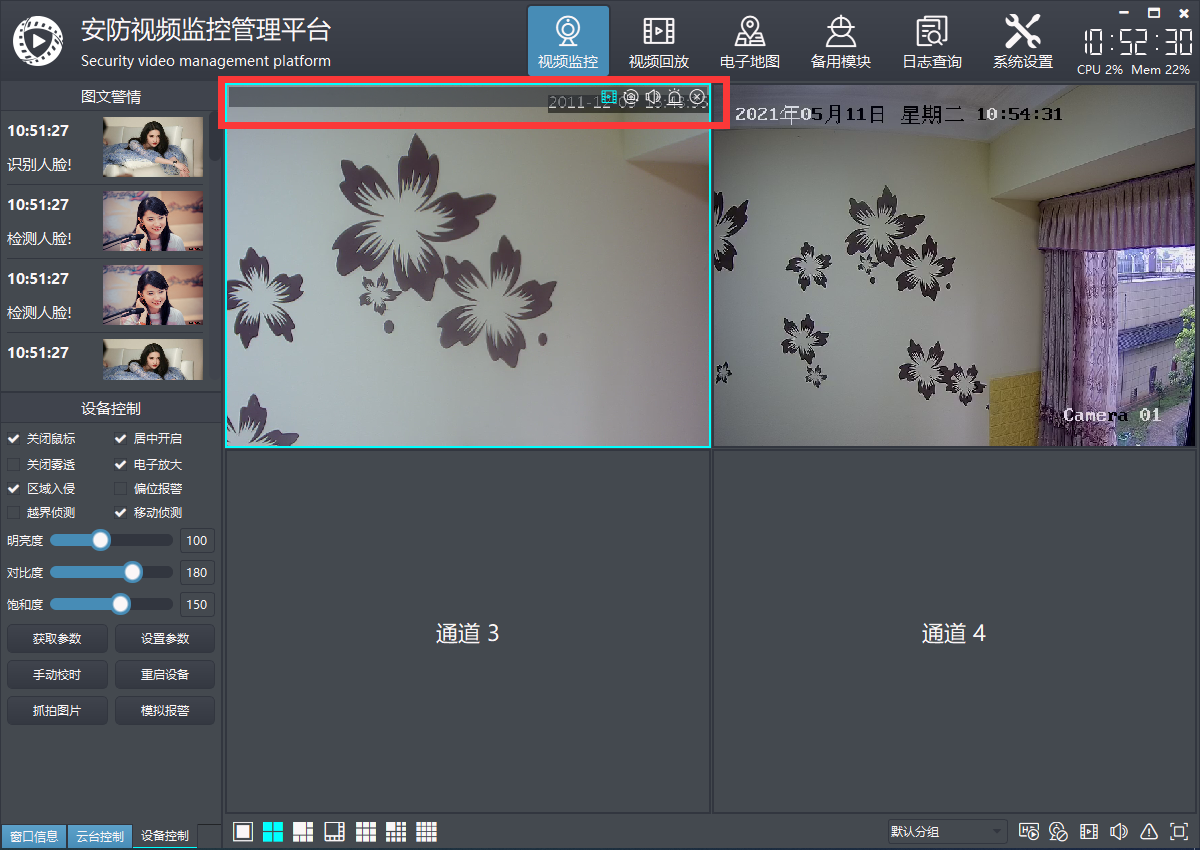 安防视频监控管理平台
Security video management platform
视频监控
视频回放
电子地图
备用模块
日志查询
系统设置
10:52:30
CPU 2% Mem 22%
图文警情
10:51:27
识别人脸!
10:51:27
检测人脸!
10:51:27
检测人脸!
10:51:27
2021年05月11日 星期二 10:54:31
Camera 01
设备控制
关闭鼠标
居中开启
关闭雾透
电子放大
区域入侵
偏位报警
越界侦测
移动侦测
明亮度 100
对比度 180
饱和度 150
获取参数
设置参数
手动校时
重启设备
抓拍图片
模拟报警
通道 3
通道 4
窗口信息
云台控制
设备控制
默认分组